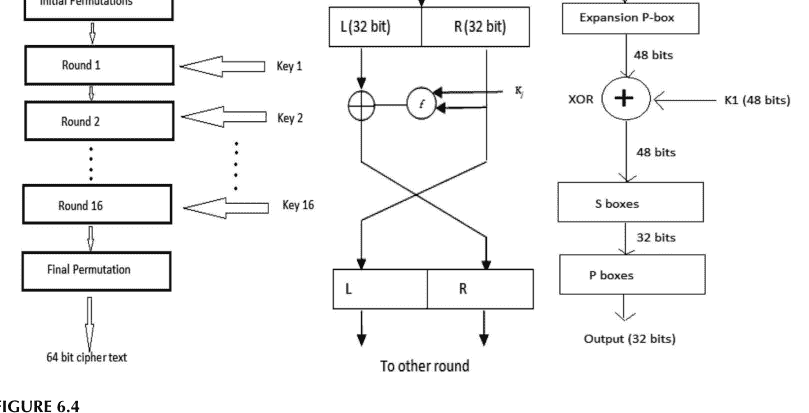 Initial Permutations
Round 1
Key 1
Round 2
Key 2
Round 16
Key 16
Final Permutation
64 bit cipher text
L (32 bit)
R (32 bit)
f
Kj
L
R
To other round
Expansion P-box
48 bits
XOR
+
K1 (48 bits)
48 bits
S boxes
32 bits
P boxes
Output (32 bits)
FIGURE 6.4